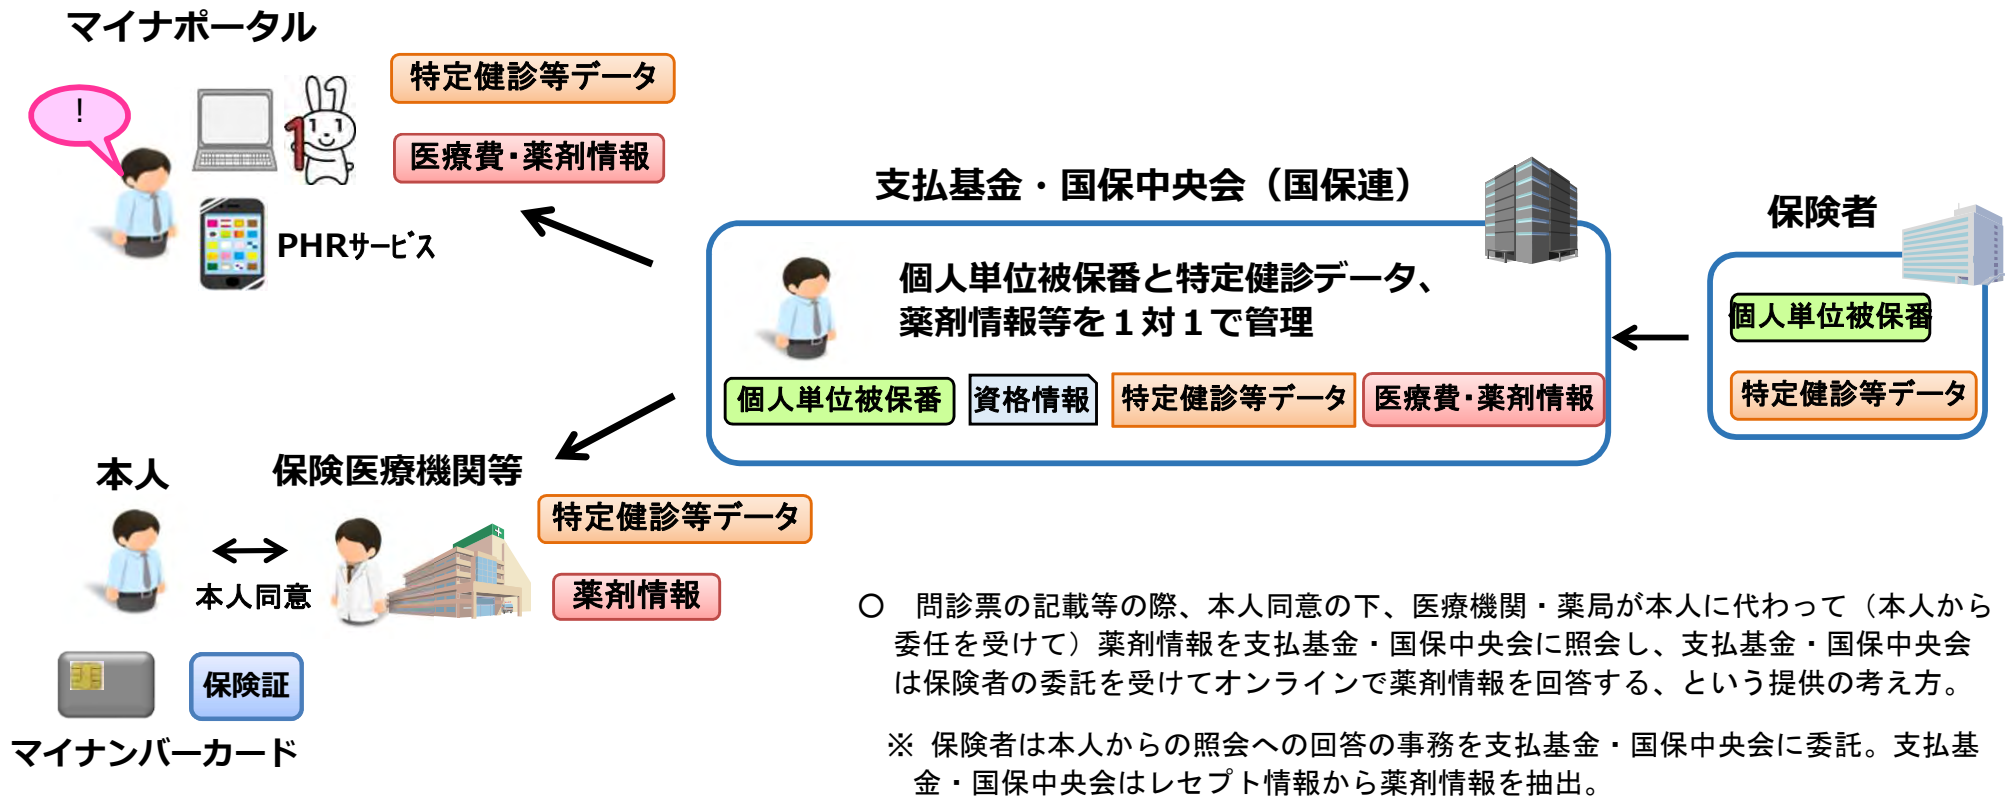 マイナポータル
!
特定健診等データ
医療費・薬剤情報
PHRサービス
支払基金・国保中央会（国保連）
個人単位被保番と特定健診データ、
薬剤情報等を１対１で管理
個人単位被保番
資格情報
特定健診等データ
医療費・薬剤情報
保険者
個人単位被保番
特定健診等データ
本人
保険医療機関等
本人同意
特定健診等データ
薬剤情報
保険証
マイナンバーカード
○　問診票の記載等の際、本人同意の下、医療機関・薬局が本人に代わって（本人から
委任を受けて）薬剤情報を支払基金・国保中央会に照会し、支払基金・国保中央会
は保険者の委託を受けてオンラインで薬剤情報を回答する、という提供の考え方。
※ 保険者は本人からの照会への回答の事務を支払基金・国保中央会に委託。支払基
金・国保中央会はレセプト情報から薬剤情報を抽出。